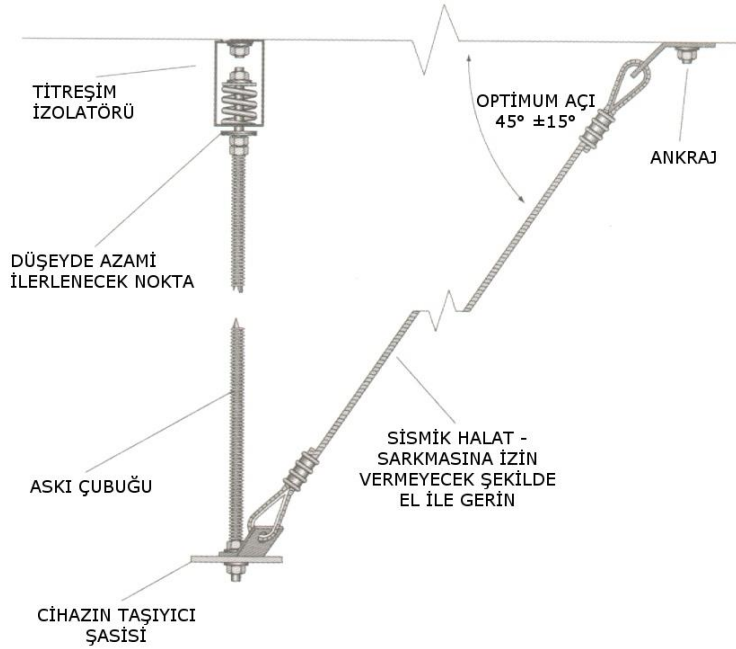 TİTREŞİM
İZOLATÖRÜ
OPTİMUM AÇI
45° ±15°
ANKRAJ
DÜŞEYDE AZAMİ
İLERLENECEK NOKTA
ASKI ÇUBUĞU
SİSMİK HALAT -
SARKMASINA İZİN
VERMEYECEK ŞEKİLDE
EL İLE GERİN
CİHAZIN TAŞIYICI
ŞASİSİ